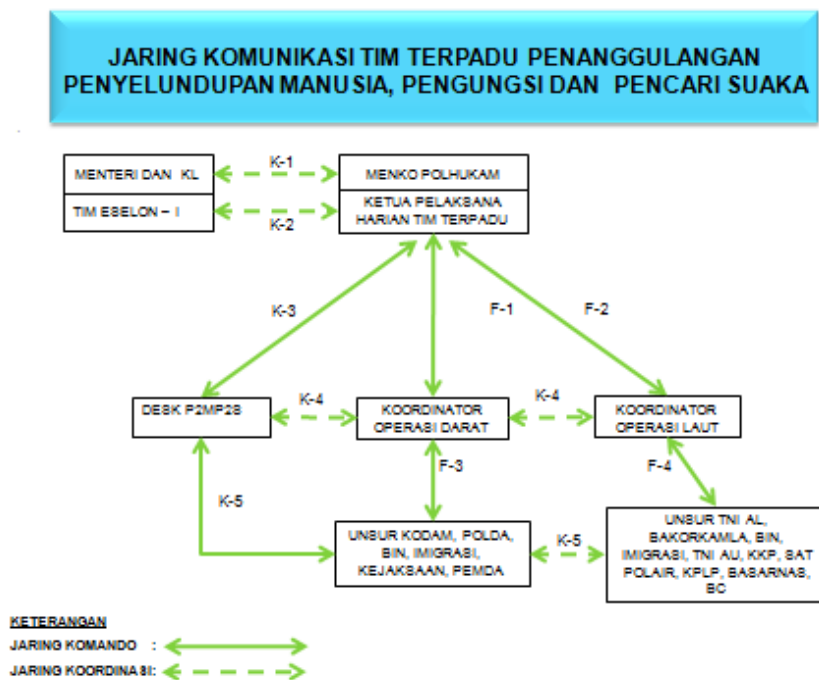 JARING KOMUNIKASI TIM TERPADU PENANGGULANGAN
PENYELUNDUPAN MANUSIA, PENGUNGSI DAN PENCARI SUAKA
MENTERI DAN KL
K-1
MENKO POLHUKAM
TIM ESELON – I
K-2
KETUA PELAKSANA
HARIAN TIM TERPADU
K-3
F-1
F-2
DESK P2MP2S
K-4
KOORDINATOR
OPERASI DARAT
K-4
KOORDINATOR
OPERASI LAUT
F-3
F-4
K-5
UNSUR KODAM, POLDA,
BIN, IMIGRASI,
KEJAKSAAN, PEMDA
K-5
UNSUR TNI AL,
BAKORKAMLA, BIN,
IMIGRASI, TNI AU, KKP, SAT
POLAIR, KPLP, BASARNAS,
BC
KETERANGAN
JARING KOMANDO :
JARING KOORDINASI: